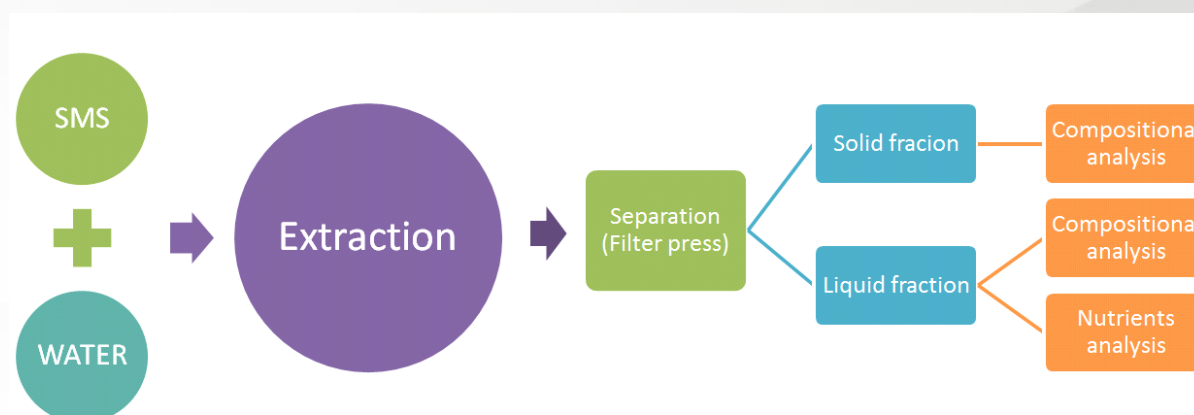 SMS
WATER
Extraction
Separation
(Filter press)
Solid fracion
Liquid fraction
Compositiona
analysis
Compositiona
analysis
Nutrients
analysis